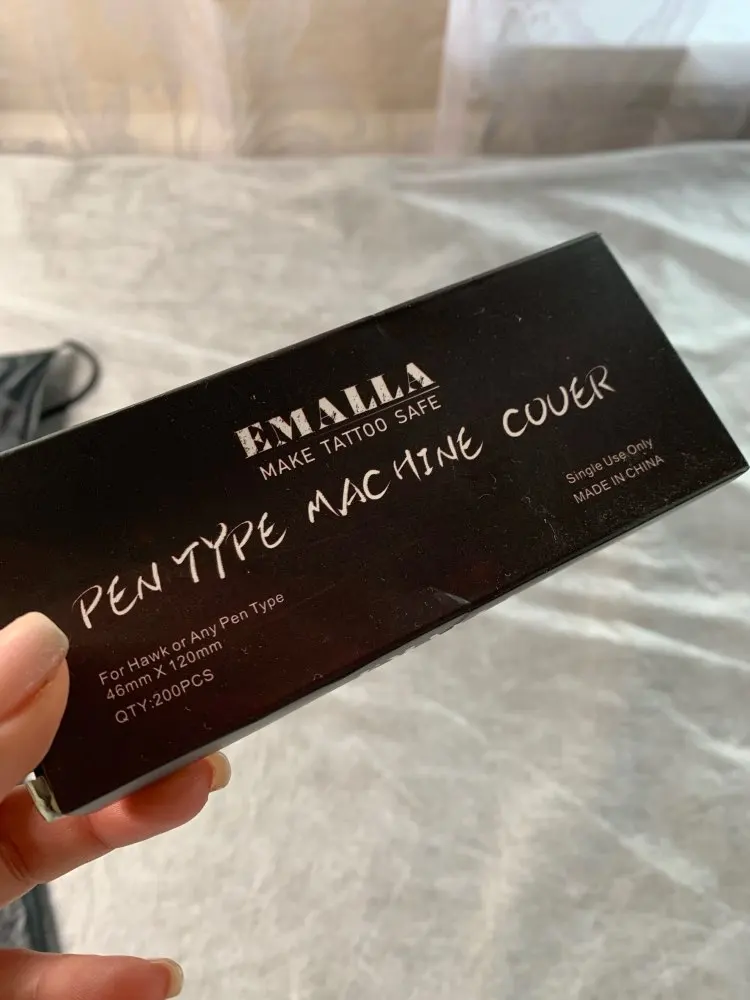 EMALLA
MAKE TATTOO SAFE
PEN TYPE MACHINE COVER
Single Use Only
MADE IN CHINA
For Hawk or Any Pen Type
46mm X 120mm
QTY:200PCS